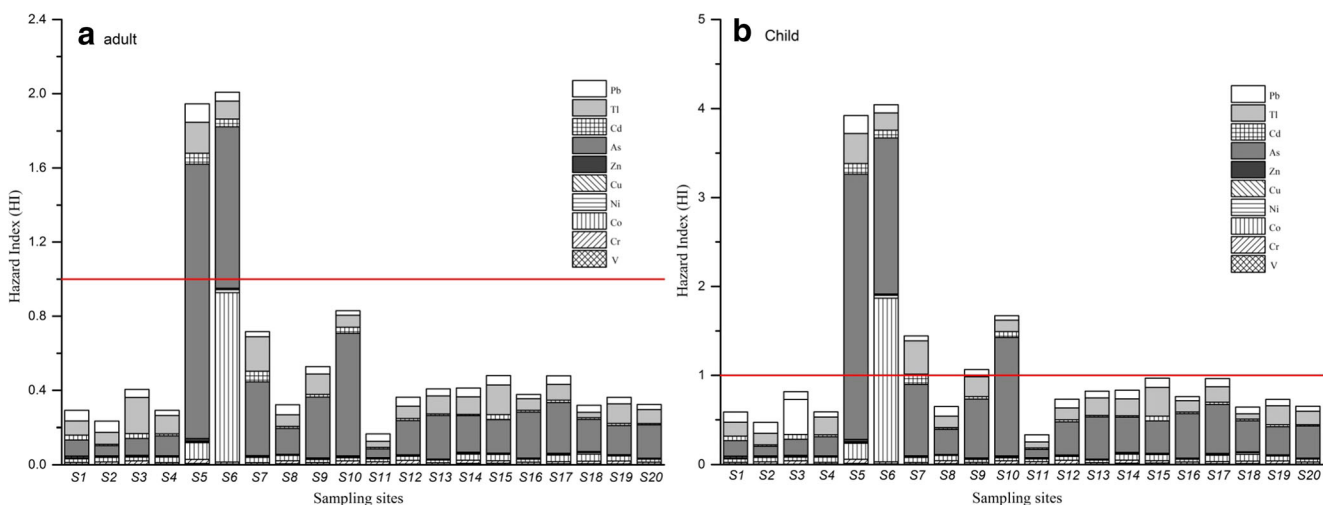 a adult
2.4
2.0
1.6
1.2
0.8
0.4
0.0
Hazard Index (HI)
Pb
Tl
Cd
As
Zn
Cu
Ni
Co
Cr
V
S1 S2 S3 S4 S5 S6 S7 S8 S9 S10 S11 S12 S13 S14 S15 S16 S17 S18 S19 S20
Sampling sites
b Child
5
4
3
2
1
0
Hazard Index (HI)
Pb
Tl
Cd
As
Zn
Cu
Ni
Co
Cr
V
S1 S2 S3 S4 S5 S6 S7 S8 S9 S10 S11 S12 S13 S14 S15 S16 S17 S18 S19 S20
Sampling sites